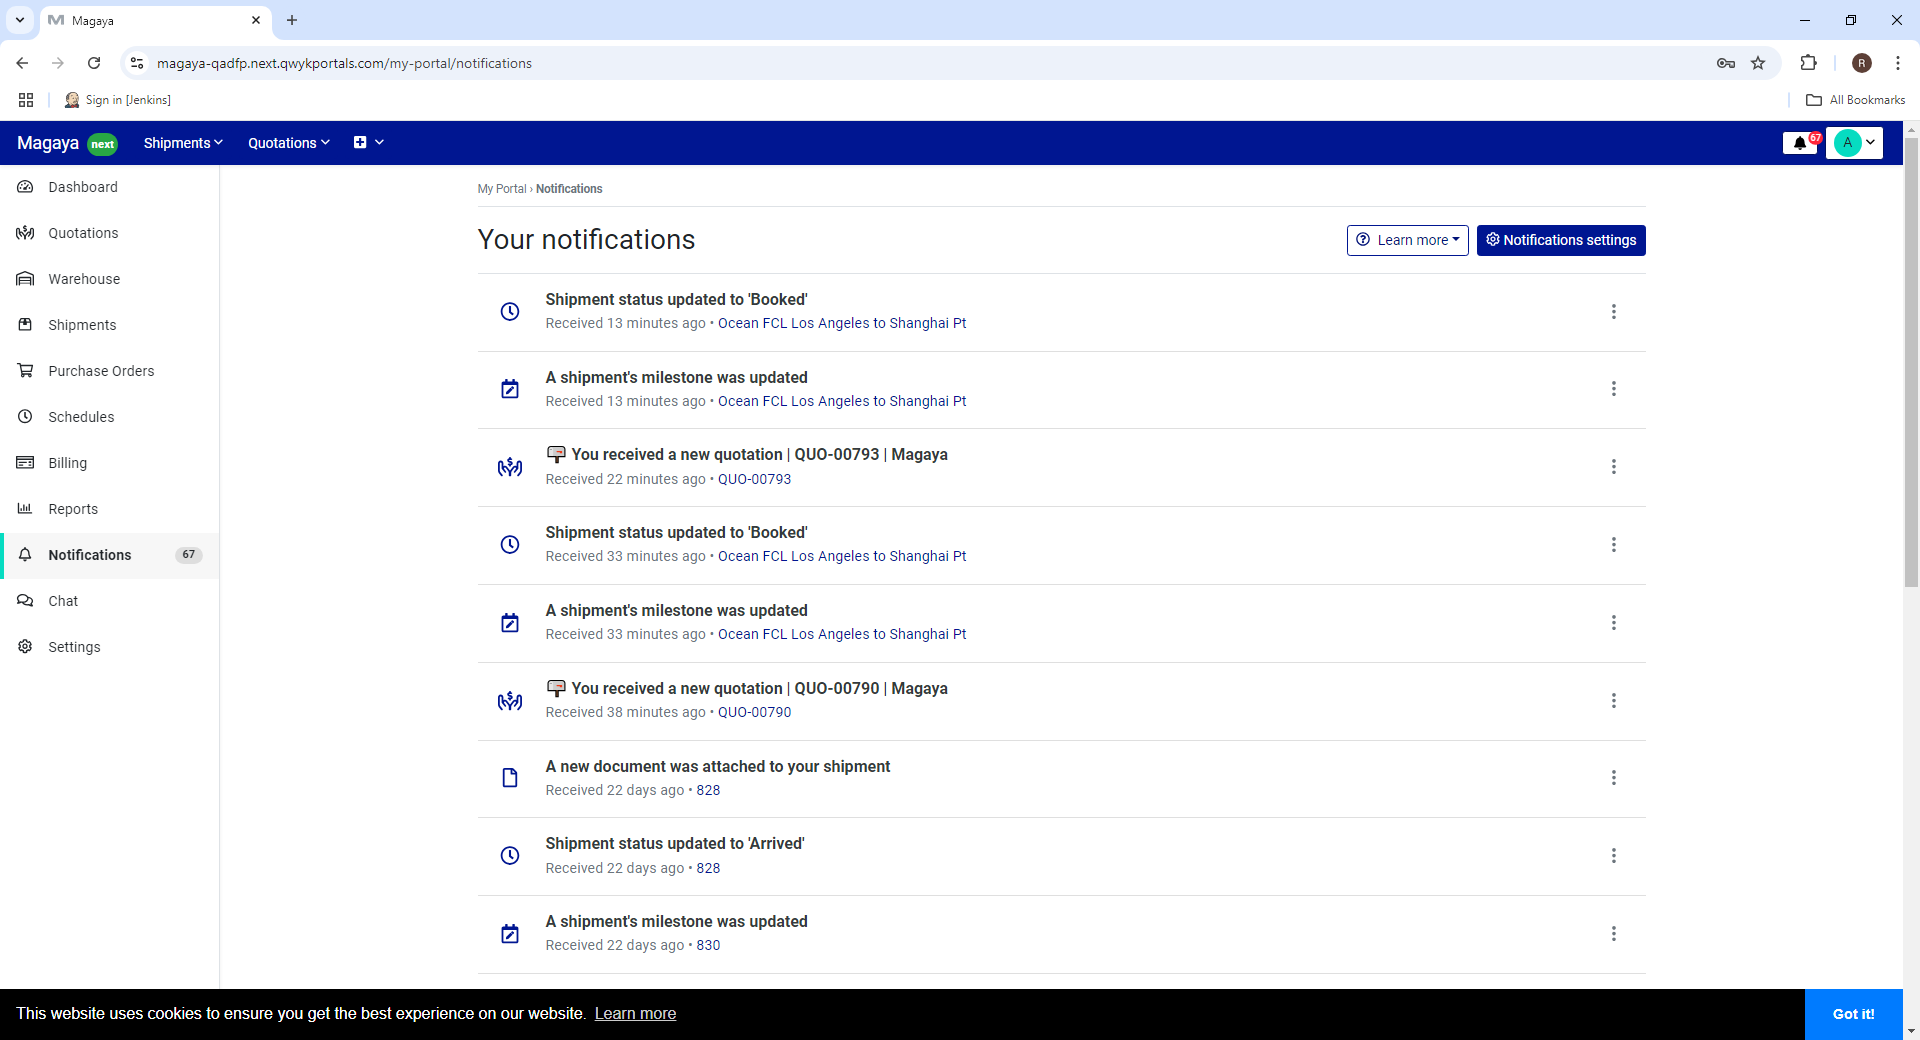 Magaya
magaya-qadfp.next.qwykportals.com/my-portal/notifications
R
Sign in [Jenkins]
All Bookmarks
Magaya next Shipments Quotations
67
A
Dashboard
Quotations
Warehouse
Shipments
Purchase Orders
Schedules
Billing
Reports
Notifications 67
Chat
Settings
My Portal › Notifications
Your notifications
Learn more
Notifications settings
Shipment status updated to 'Booked'
Received 13 minutes ago • Ocean FCL Los Angeles to Shanghai Pt
A shipment's milestone was updated
Received 13 minutes ago • Ocean FCL Los Angeles to Shanghai Pt
You received a new quotation | QUO-00793 | Magaya
Received 22 minutes ago • QUO-00793
Shipment status updated to 'Booked'
Received 33 minutes ago • Ocean FCL Los Angeles to Shanghai Pt
A shipment's milestone was updated
Received 33 minutes ago • Ocean FCL Los Angeles to Shanghai Pt
You received a new quotation | QUO-00790 | Magaya
Received 38 minutes ago • QUO-00790
A new document was attached to your shipment
Received 22 days ago • 828
Shipment status updated to 'Arrived'
Received 22 days ago • 828
A shipment's milestone was updated
Received 22 days ago • 830
This website uses cookies to ensure you get the best experience on our website. Learn more
Got it!